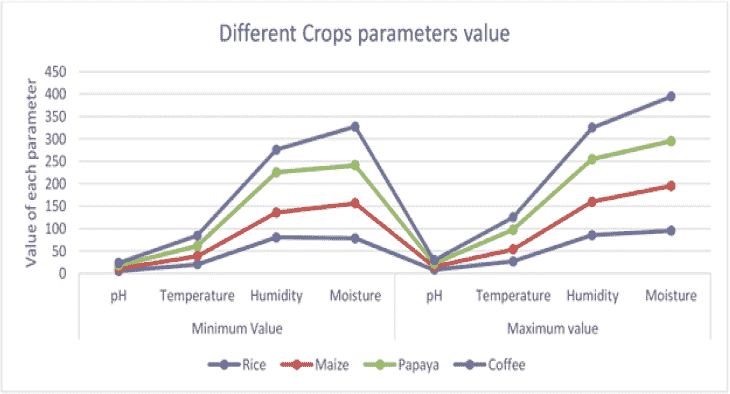 Different Crops parameters value
Value of each parameter
450
400
350
300
250
200
150
100
50
0
pH Temperature Humidity Moisture pH Temperature Humidity Moisture
Minimum Value Maximum value
Rice Maize Papaya Coffee